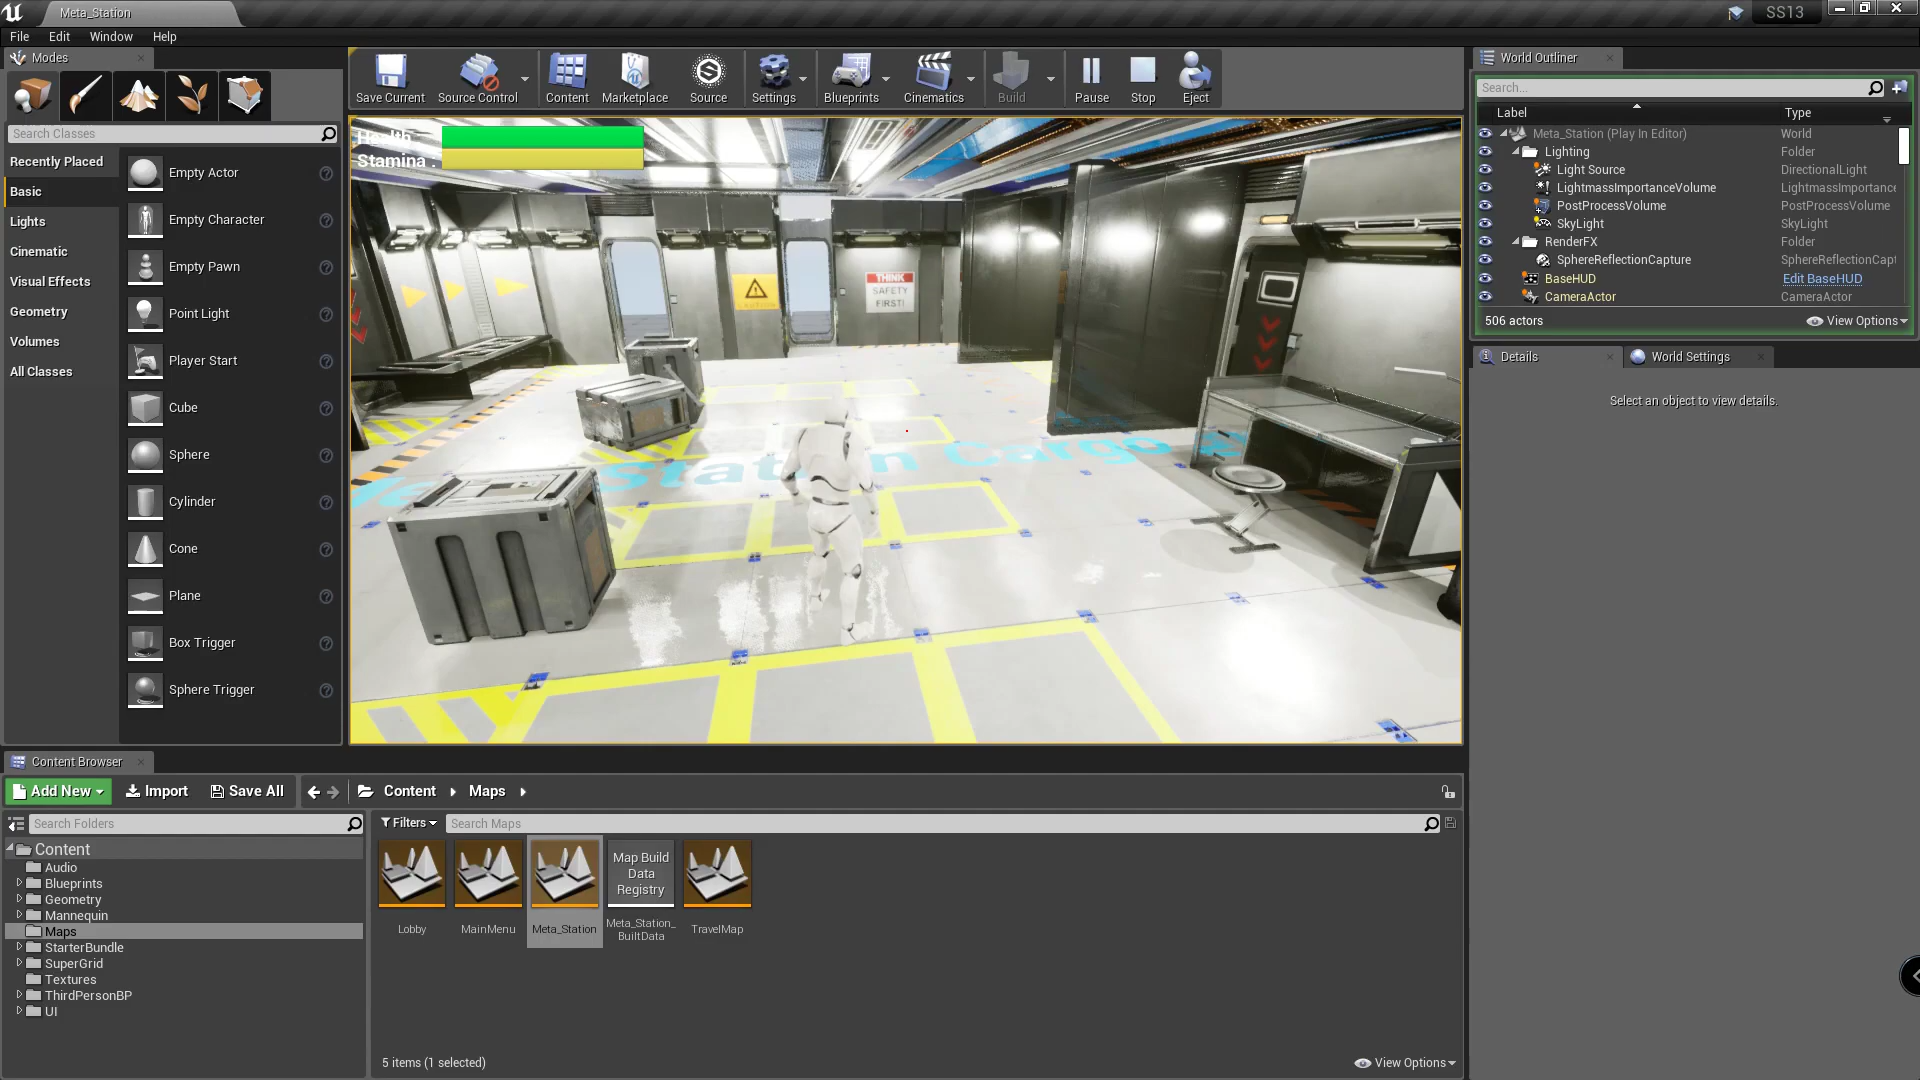 Meta_Station
SS13
File Edit Window Help
Modes
Search Classes
Recently Placed
Basic
Lights
Cinematic
Visual Effects
Geometry
Volumes
All Classes
Empty Actor
Empty Character
Empty Pawn
Point Light
Player Start
Cube
Sphere
Cylinder
Cone
Plane
Box Trigger
Sphere Trigger
Save Current
Source Control
Content
Marketplace
Source
Settings
Blueprints
Cinematics
Build
Pause
Stop
Eject
Health
Stamina .
THINK
SAFETY
FIRST!
Station Cargo
World Outliner
Search...
Label Type
Meta_Station (Play In Editor) World
Lighting Folder
Light Source DirectionalLight
LightmassImportanceVolume LightmassImportance
PostProcessVolume PostProcessVolume
SkyLight SkyLight
RenderFX Folder
SphereReflectionCapture SphereReflectionCapt
BaseHUD Edit BaseHUD
CameraActor CameraActor
506 actors View Options
Details
World Settings
Select an object to view details.
Content Browser
Add New Import Save All Content Maps
Search Folders
Content
Audio
Blueprints
Geometry
Mannequin
Maps
StarterBundle
SuperGrid
Textures
ThirdPersonBP
UI
Filters Search Maps
Lobby
MainMenu
Meta_Station
Map Build
Data
Registry
Meta_Station_
BuiltData
TravelMap
5 items (1 selected)
View Options